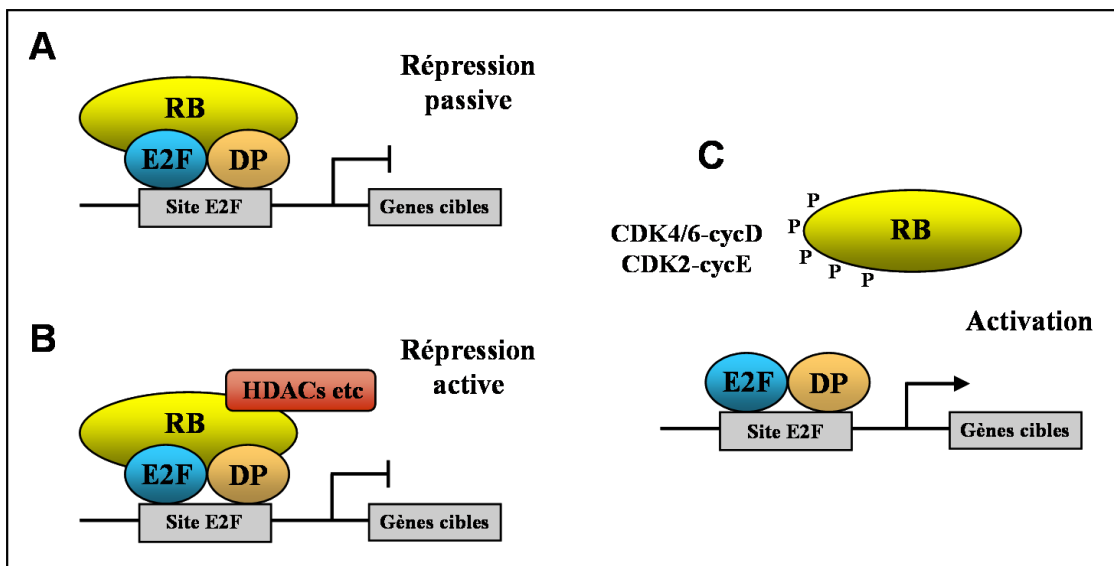 A
Répression
passive
RB
E2F DP
Site E2F
Genes cibles
B
Répression
active
HDACs etc
RB
E2F DP
Site E2F
Gènes cibles
C
CDK4/6-cycD
CDK2-cycE
P
P
P
P
P
RB
Activation
E2F DP
Site E2F
Gènes cibles